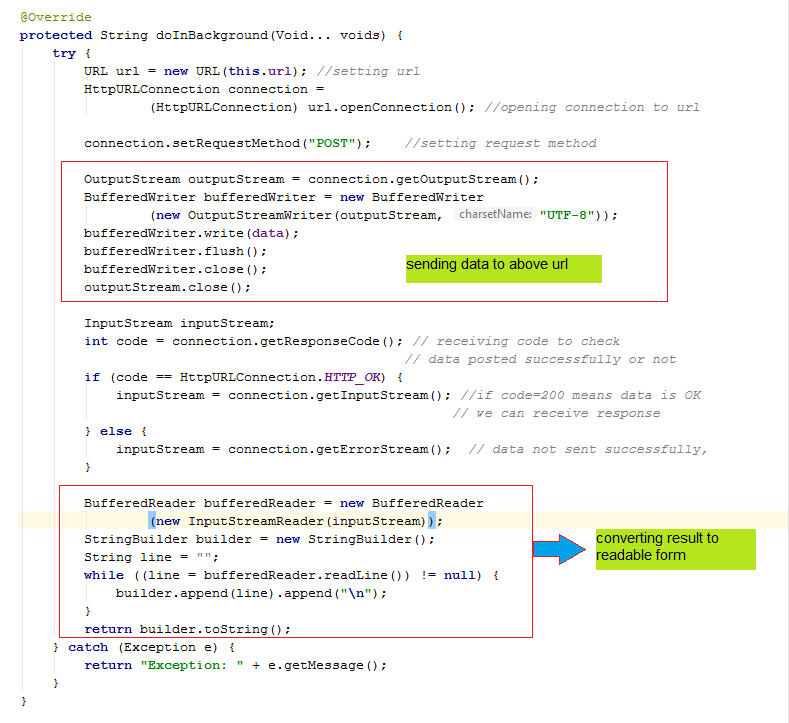 @Override
protected String doInBackground(Void... voids) {
try {
URL url = new URL(this.url); //setting url
HttpURLConnection connection =
(HttpURLConnection) url.openConnection(); //opening connection to url
connection.setRequestMethod("POST"); //setting request method
OutputStream outputStream = connection.getOutputStream();
BufferedWriter bufferedWriter = new BufferedWriter
(new OutputStreamWriter(outputStream, charsetName: "UTF-8"));
bufferedWriter.write(data);
bufferedWriter.flush();
bufferedWriter.close();
outputStream.close();
sending data to above url
InputStream inputStream;
int code = connection.getResponseCode(); // receiving code to check
// data posted successfully or not
if (code == HttpURLConnection.HTTP_OK) {
inputStream = connection.getInputStream(); //if code=200 means data is OK
// we can receive response
} else {
inputStream = connection.getErrorStream(); // data not sent successfully,
}
BufferedReader bufferedReader = new BufferedReader
(new InputStreamReader(inputStream));
StringBuilder builder = new StringBuilder();
String line = "";
while ((line = bufferedReader.readLine()) != null) {
builder.append(line).append("\n");
}
return builder.toString();
converting result to
readable form
} catch (Exception e) {
return "Exception: " + e.getMessage();
}
}